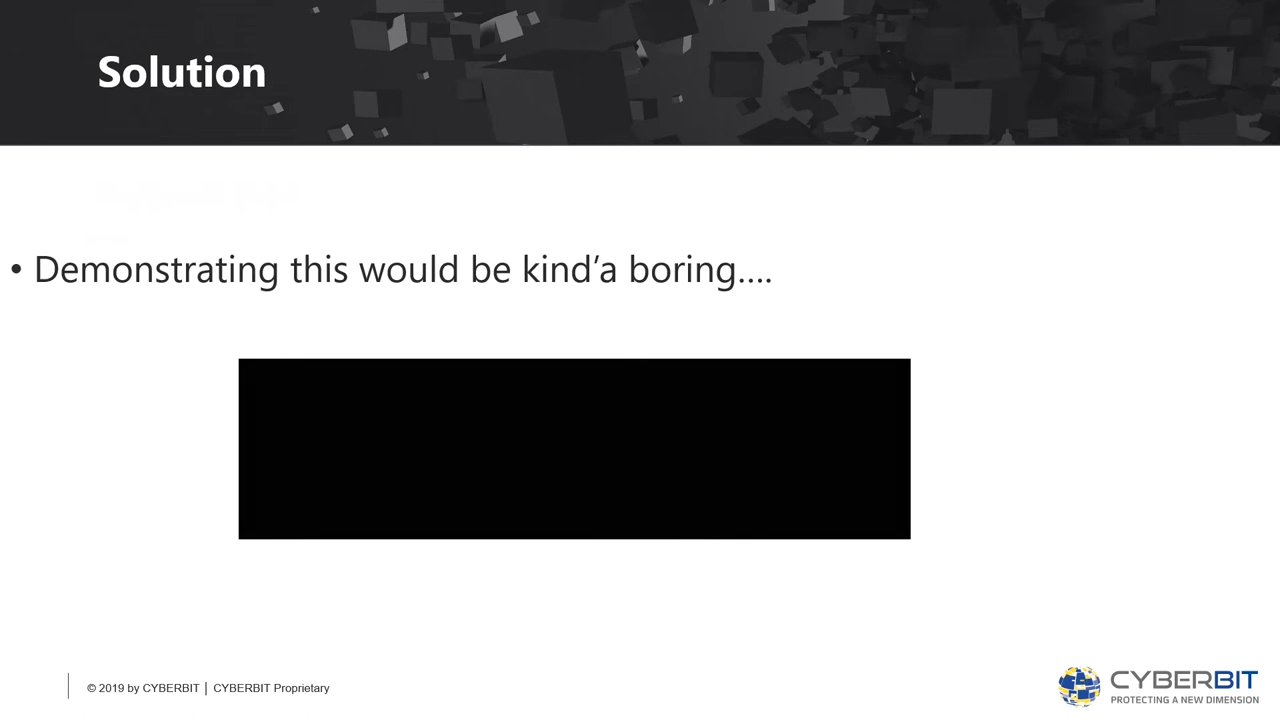 Solution
• Demonstrating this would be kind’a boring....
© 2019 by CYBERBIT | CYBERBIT Proprietary
CYBERBIT
PROTECTING A NEW DIMENSION